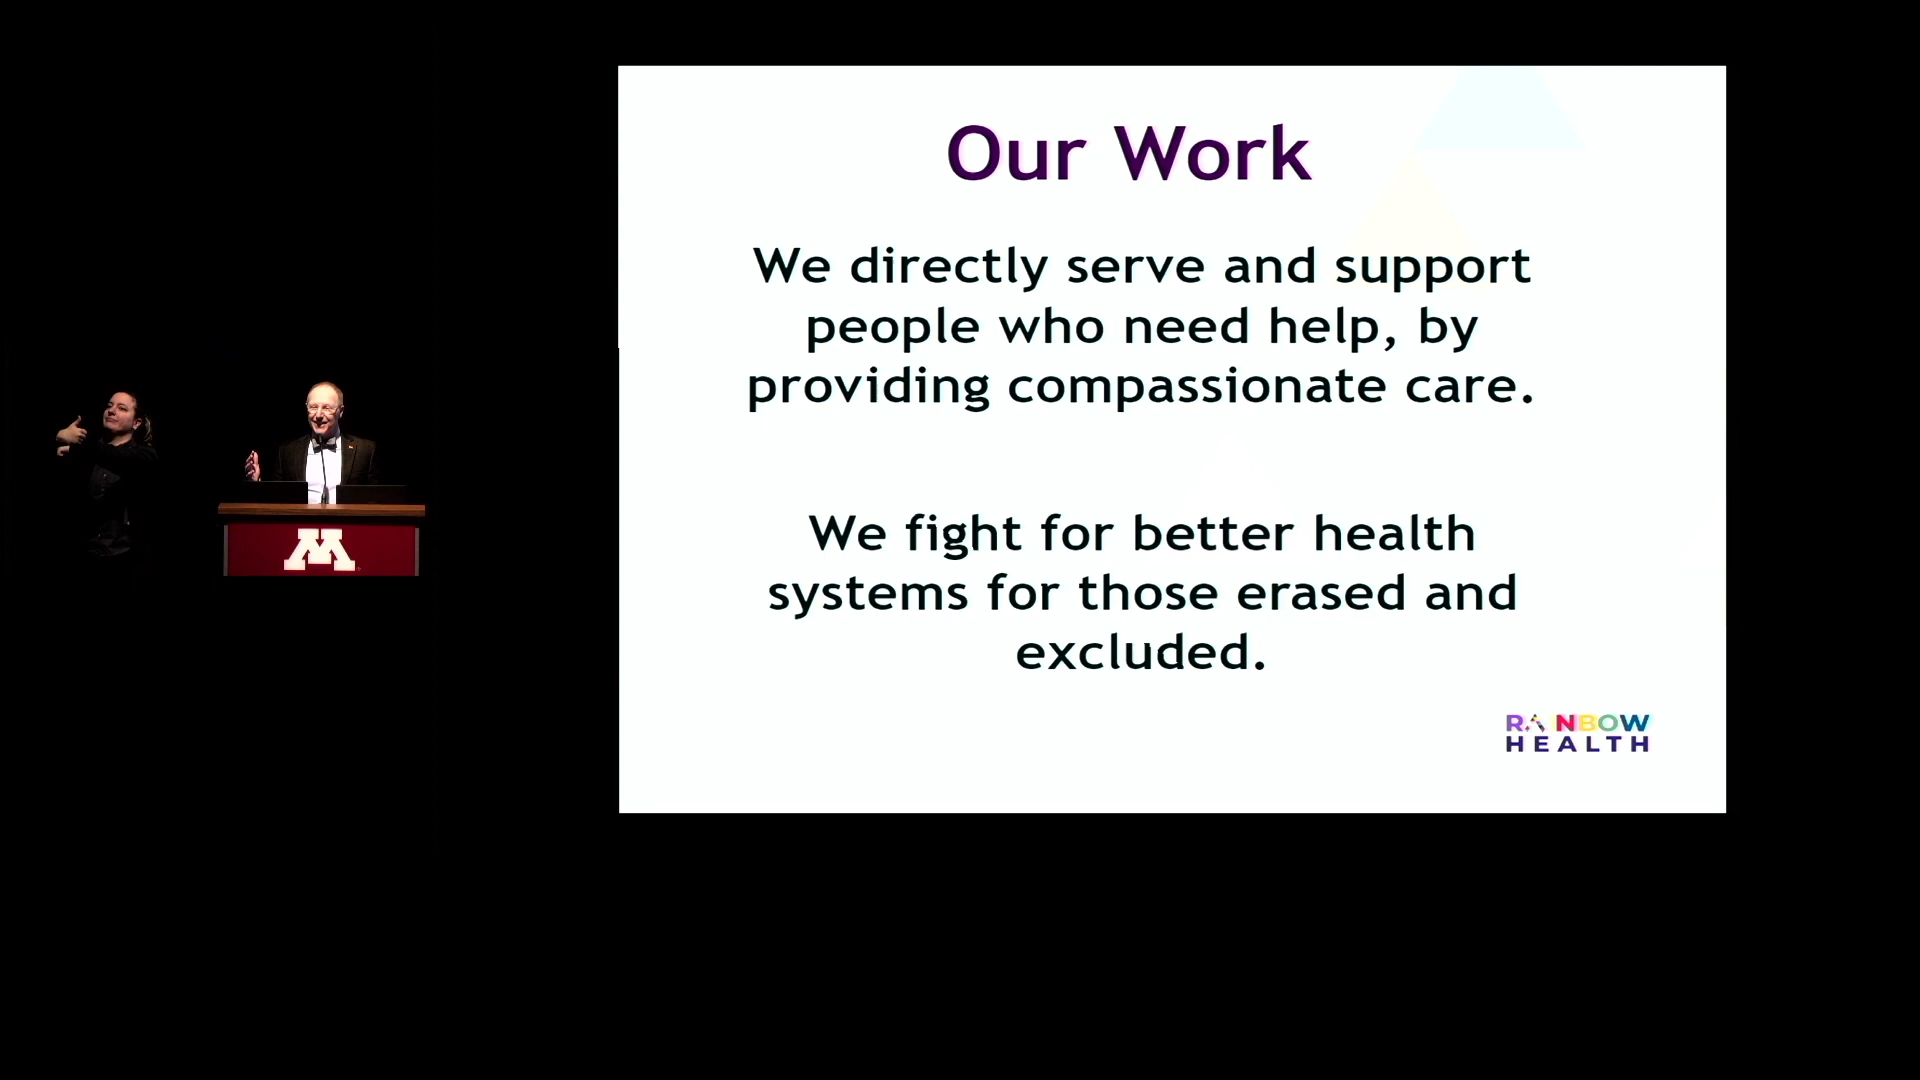 Our Work
We directly serve and support
people who need help, by
providing compassionate care.
We fight for better health
systems for those erased and
excluded.
RAINBOW
HEALTH
M